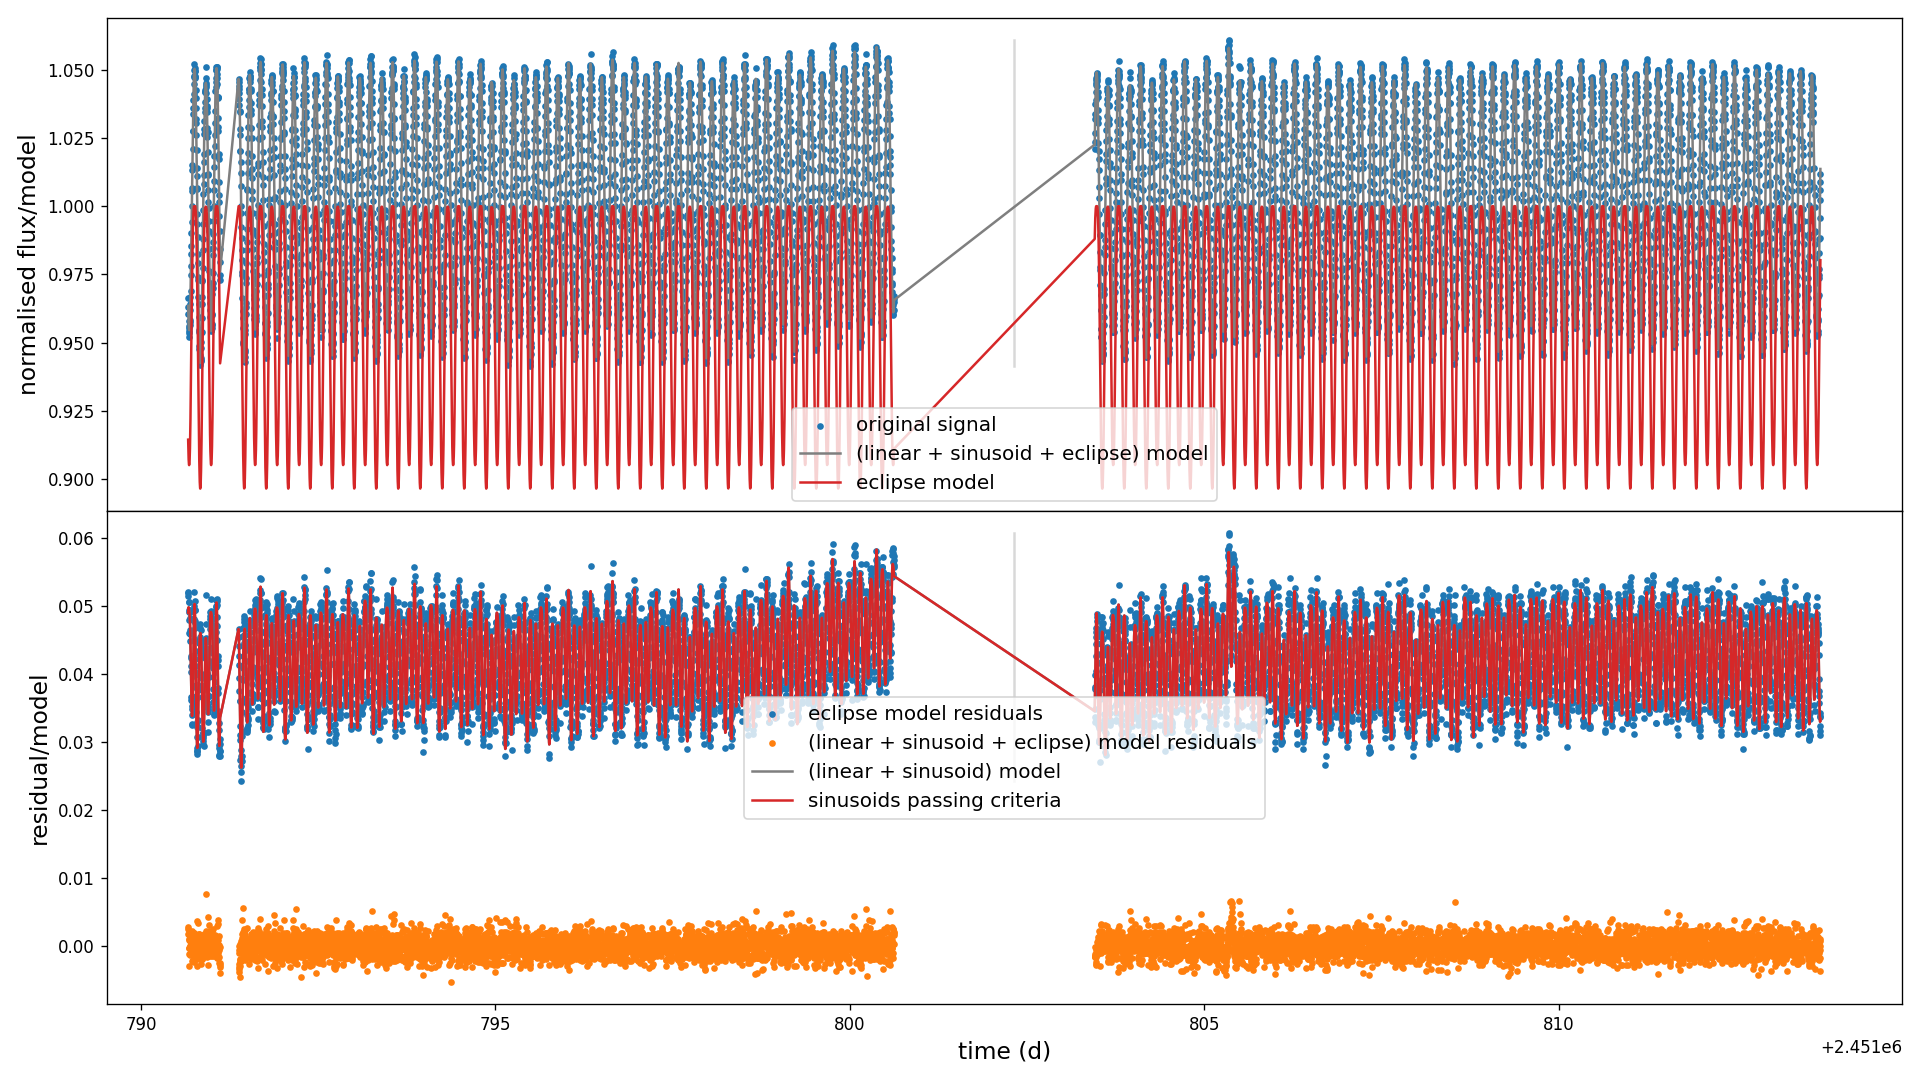 normalised flux/model
1.050
1.025
1.000
0.975
0.950
0.925
0.900
original signal
(linear + sinusoid + eclipse) model
eclipse model
residual/model
0.06
0.05
0.04
0.03
0.02
0.01
0.00
eclipse model residuals
(linear + sinusoid + eclipse) model residuals
(linear + sinusoid) model
sinusoids passing criteria
790
795
800
805
810
time (d)
+2.451e6